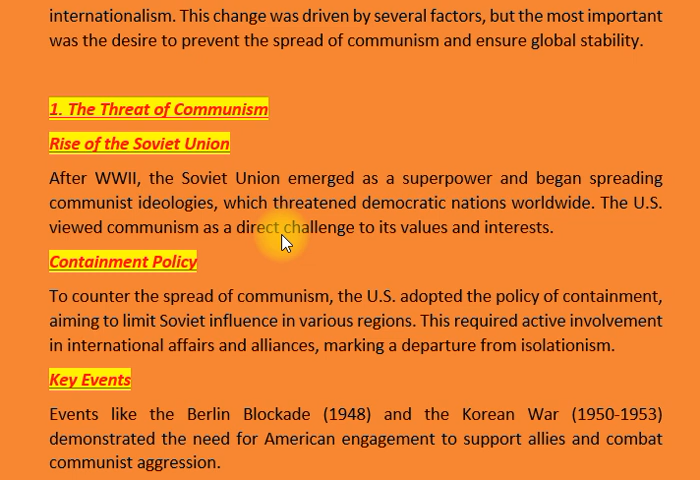 internationalism. This change was driven by several factors, but the most important
was the desire to prevent the spread of communism and ensure global stability.
1. The Threat of Communism
Rise of the Soviet Union
After WWII, the Soviet Union emerged as a superpower and began spreading
communist ideologies, which threatened democratic nations worldwide. The U.S.
viewed communism as a direct challenge to its values and interests.
Containment Policy
To counter the spread of communism, the U.S. adopted the policy of containment,
aiming to limit Soviet influence in various regions. This required active involvement
in international affairs and alliances, marking a departure from isolationism.
Key Events
Events like the Berlin Blockade (1948) and the Korean War (1950-1953)
demonstrated the need for American engagement to support allies and combat
communist aggression.